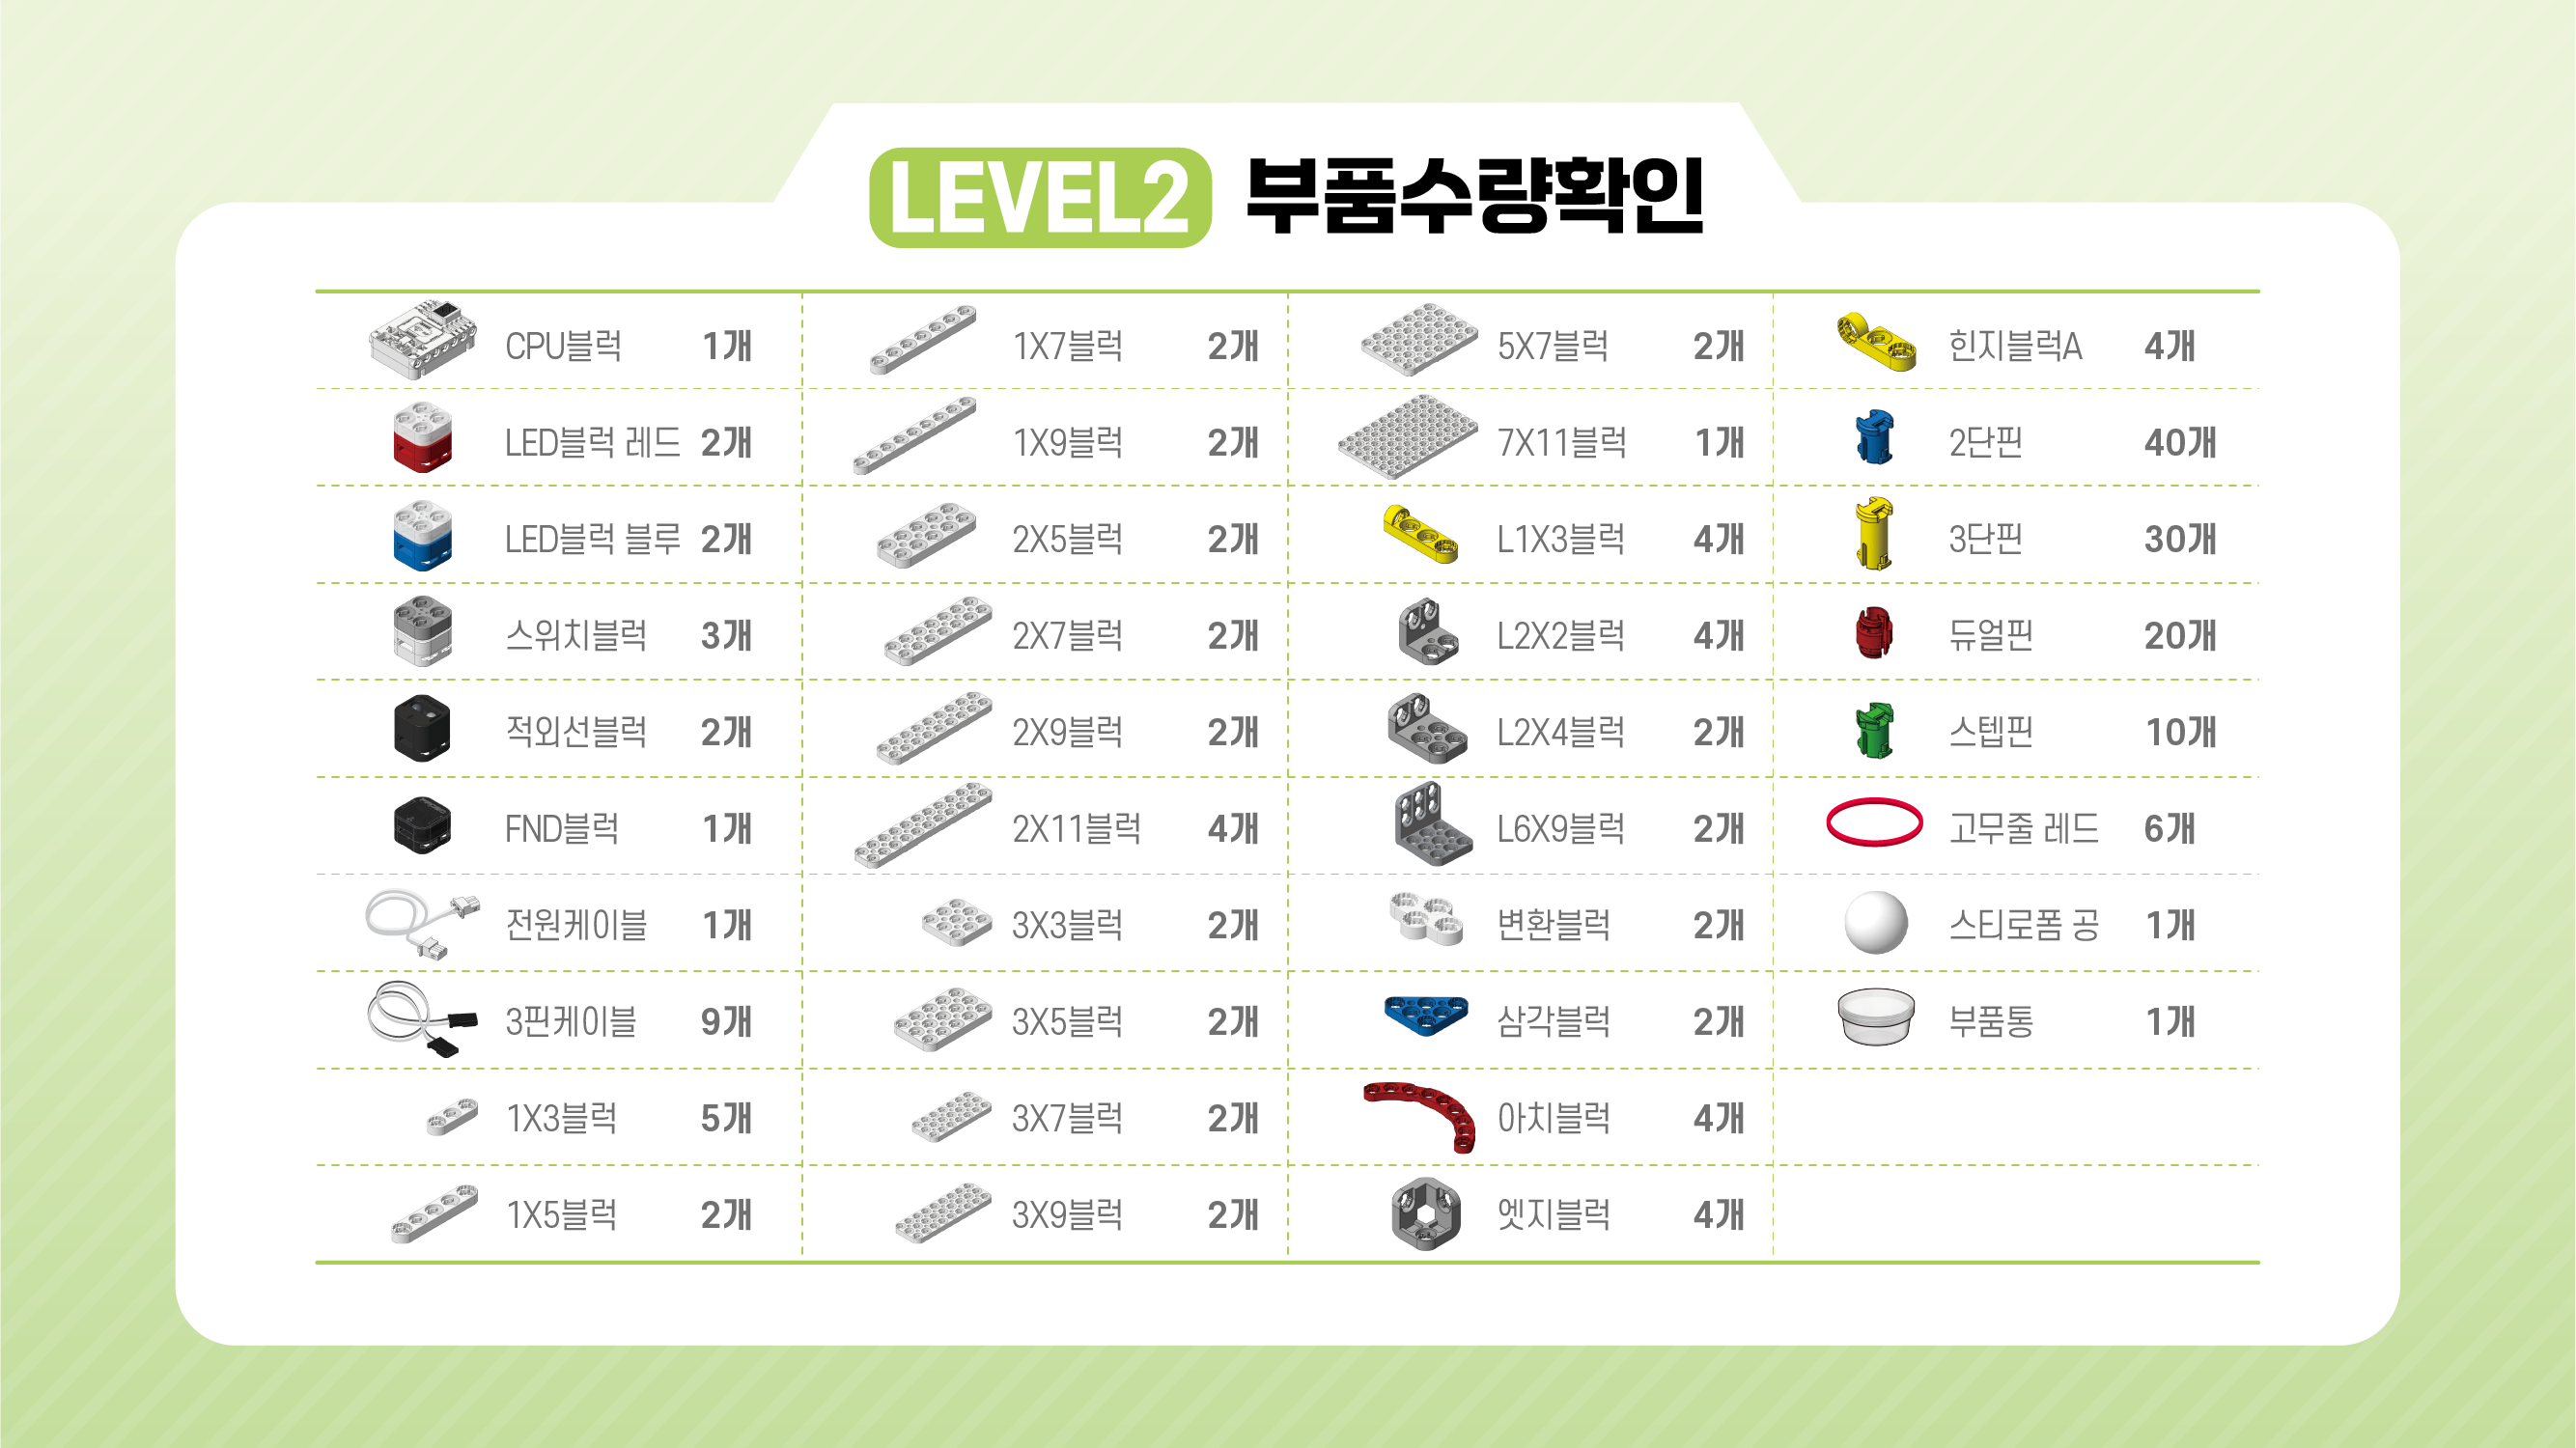 LEVEL2 부품수량확인
CPU블럭 1개 1X7블럭 2개 5X7블럭 2개 힌지블럭A 4개
LED블럭 레드 2개 1X9블럭 2개 7X11블럭 1개 2단핀 40개
LED블럭 블루 2개 2X5블럭 2개 L1X3블럭 4개 3단핀 30개
스위치블럭 3개 2X7블럭 2개 L2X2블럭 4개 듀얼핀 20개
적외선블럭 2개 2X9블럭 2개 L2X4블럭 2개 스텝핀 10개
FND블럭 1개 2X11블럭 4개 L6X9블럭 2개 고무줄 레드 6개
전원케이블 1개 3X3블럭 2개 변환블럭 2개 스티로폼 공 1개
3핀케이블 9개 3X5블럭 2개 삼각블럭 2개 부품통 1개
1X3블럭 5개 3X7블럭 2개 아치블럭 4개
1X5블럭 2개 3X9블럭 2개 엣지블럭 4개